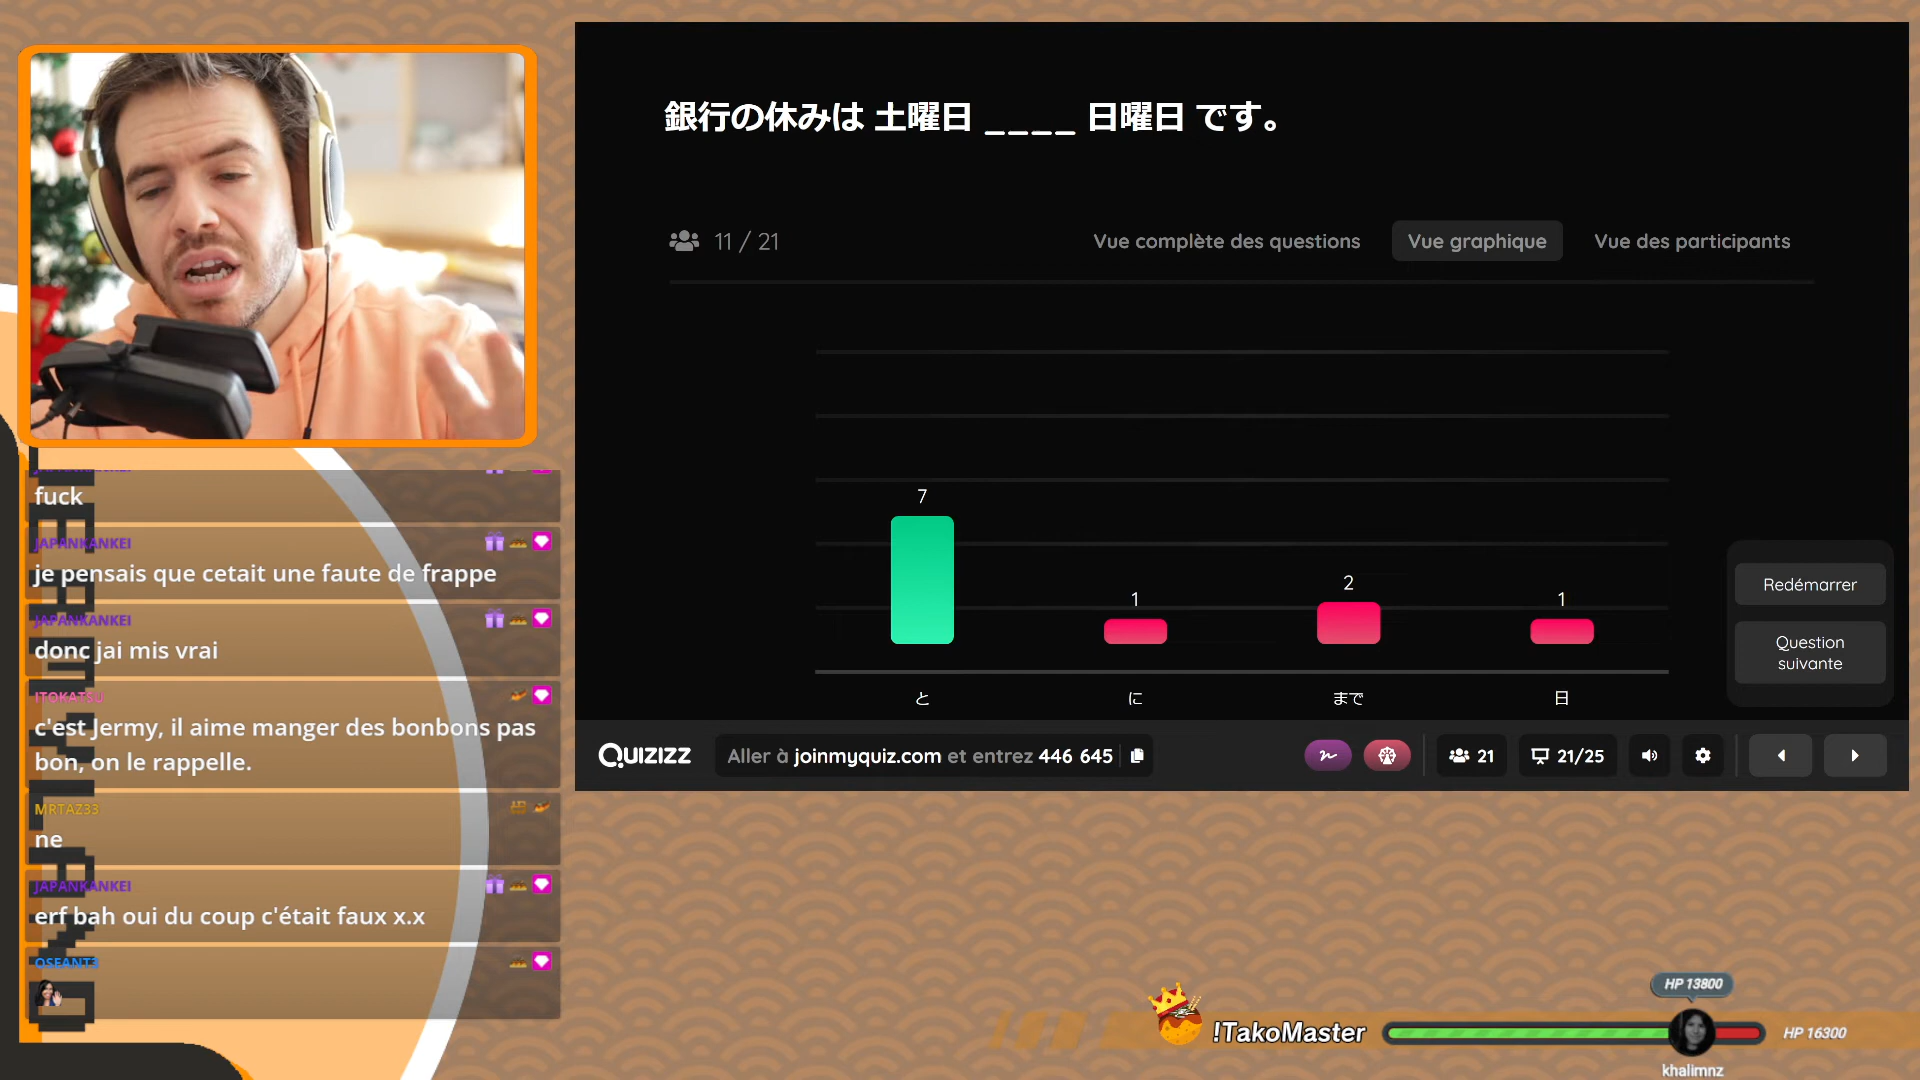 銀行の休みは 土曜日 ____ 日曜日 です。
11 / 21
Vue complète des questions
Vue graphique
Vue des participants
7
1
2
1
と
に
まで
日
Redémarrer
Question
suivante
QUIZIZZ
Aller à joinmyquiz.com et entrez 446 645
21
21/25
fuck
JAPANKANKEI
je pensais que cetait une faute de frappe
JAPANKANKEI
donc jai mis vrai
ITOKATSU
c'est Jermy, il aime manger des bonbons pas
bon, on le rappelle.
MRTAZ33
ne
JAPANKANKEI
erf bah oui du coup c'était faux x.x
OSEANT3
!TakoMaster
HP 13800
HP 16300
khalimnz